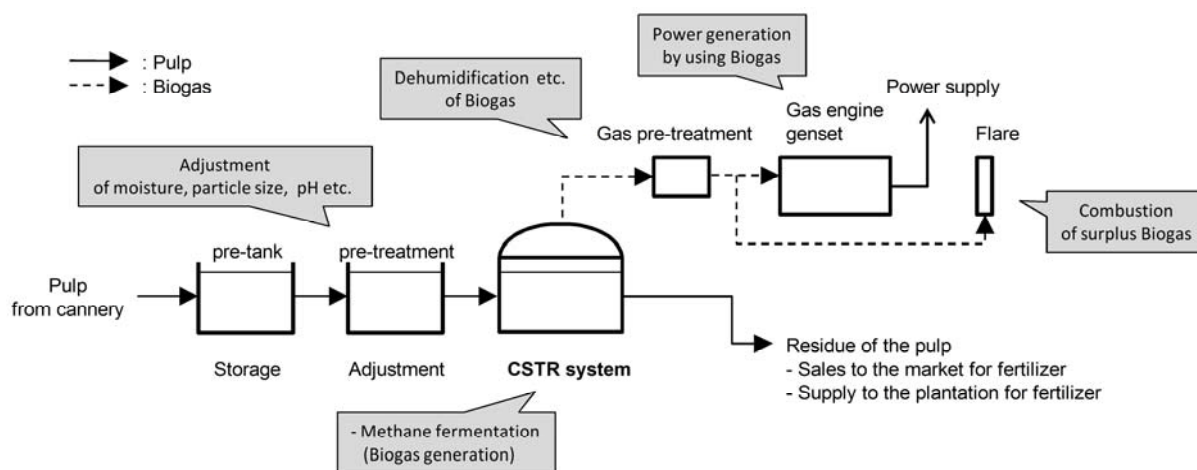 Power generation
by using Biogas
: Pulp
: Biogas
Dehumidification etc.
of Biogas
Power supply
Gas engine
genset
Flare
Gas pre-treatment
Adjustment
of moisture, particle size, pH etc.
Combustion
of surplus Biogas
pre-tank
pre-treatment
Pulp
from cannery
Storage
Adjustment
CSTR system
Residue of the pulp
- Sales to the market for fertilizer
- Supply to the plantation for fertilizer
- Methane fermentation
(Biogas generation)